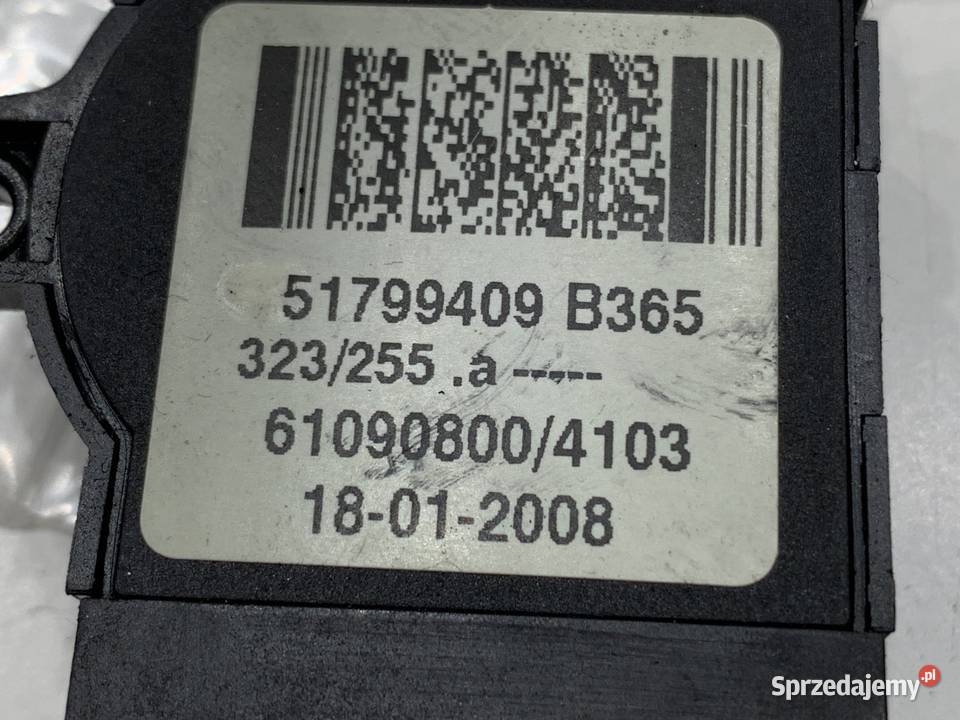 51799409 B365
323/255 .a -----
61090800/4103
18-01-2008
Sprzedajemy.pl